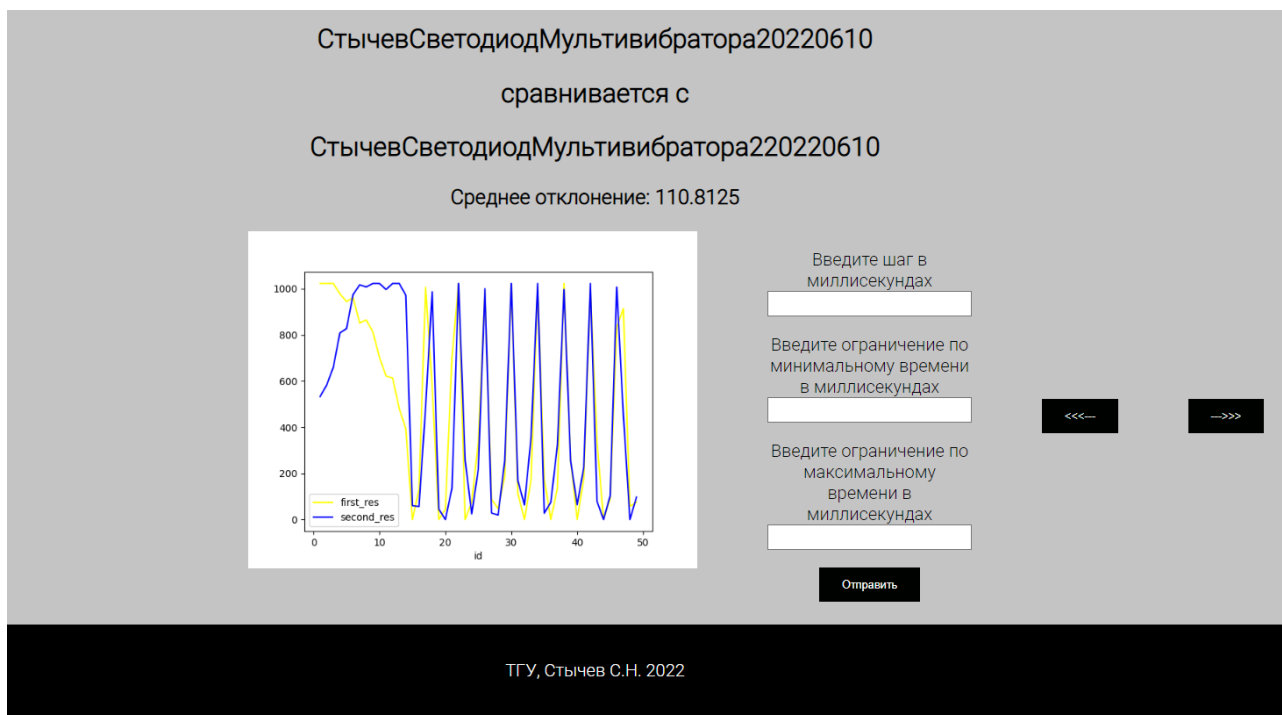 СтычевСветодиодМультивибратора20220610
сравнивается с
СтычевСветодиодМультивибратора220220610
Среднее отклонение: 110.8125
1000
800
600
400
200
0
first_res
second_res
0 10 20 30 40 50
id
Введите шаг в
миллисекундах
Введите ограничение по
минимальному времени
в миллисекундах
Введите ограничение по
максимальному
времени в
миллисекундах
Отправить
<<<---
--->>>
ТГУ, Стычев С.Н. 2022